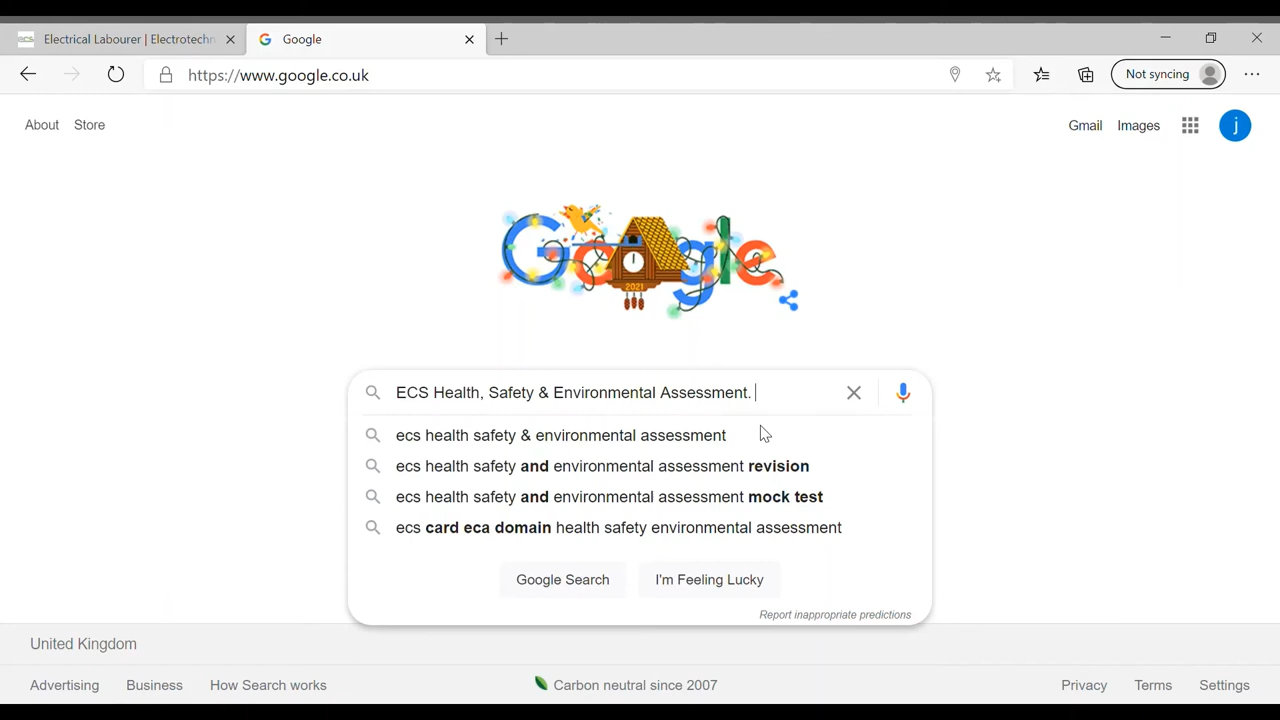 ecs Electrical Labourer | Electrotechn
Google
https://www.google.co.uk
Not syncing
About Store
Gmail Images
j
Google
2021
ECS Health, Safety & Environmental Assessment.
ecs health safety & environmental assessment
ecs health safety and environmental assessment revision
ecs health safety and environmental assessment mock test
ecs card eca domain health safety environmental assessment
Google Search I'm Feeling Lucky
Report inappropriate predictions
United Kingdom
Advertising Business How Search works
Carbon neutral since 2007
Privacy Terms Settings